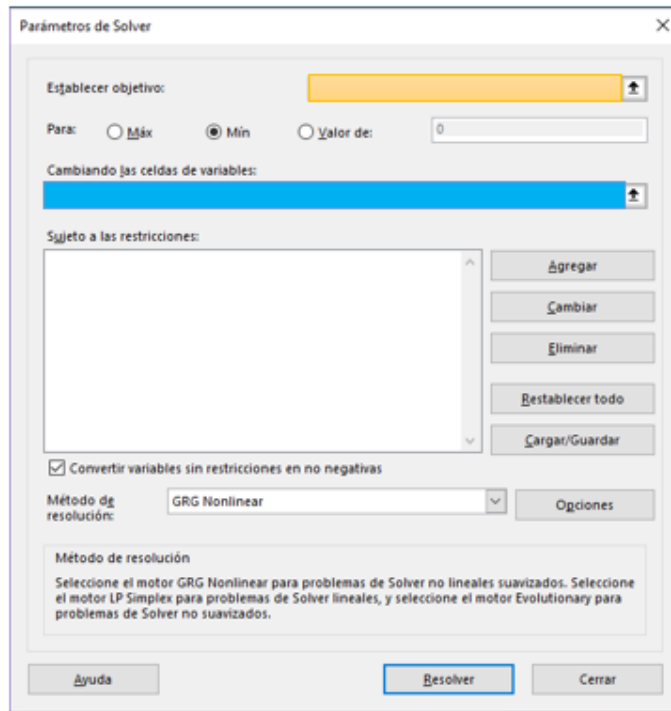 Parámetros de Solver
Establecer objetivo:
Para: Máx Mín Valor de: 0
Cambiando las celdas de variables:
Sujeto a las restricciones:
Agregar
Cambiar
Eliminar
Restablecer todo
Cargar/Guardar
Convertir variables sin restricciones en no negativas
Método de
resolución:
GRG Nonlinear
Opciones
Método de resolución
Seleccione el motor GRG Nonlinear para problemas de Solver no lineales suavizados. Seleccione
el motor LP Simplex para problemas de Solver lineales, y seleccione el motor Evolutionary para
problemas de Solver no suavizados.
Ayuda Resolver Cerrar